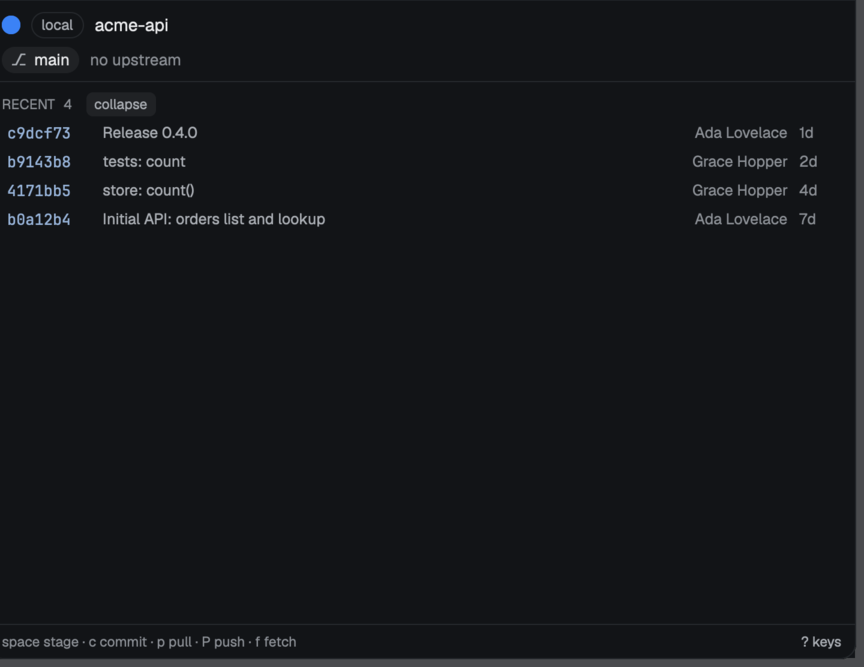 local acme-api
main no upstream
RECENT 4 collapse
c9dcf73 Release 0.4.0 Ada Lovelace 1d
b9143b8 tests: count Grace Hopper 2d
4171bb5 store: count() Grace Hopper 4d
b0a12b4 Initial API: orders list and lookup Ada Lovelace 7d
space stage · c commit · p pull · P push · f fetch ? keys